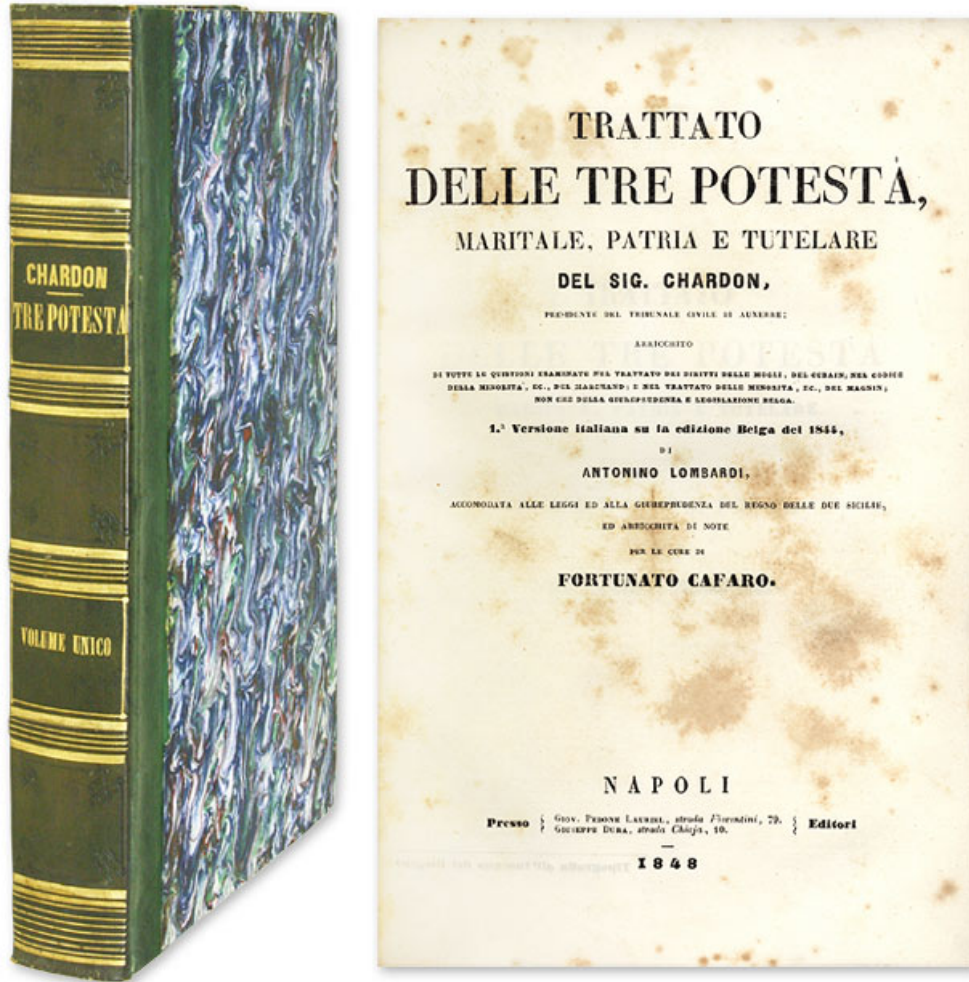 CHARDON
TRE POTESTÀ
VOLUME UNICO
TRATTATO
DELLE TRE POTESTÀ,
MARITALE, PATRIA E TUTELARE
DEL SIG. CHARDON,
PRESIDENTE DEL TRIBUNALE CIVILE DI AUXERRE;
ARRICCHITO
DI TUTTE LE QUISTIONI ESAMINATE NEL TRATTATO DEI DIRITTI DELLE MOGLI, DEL CUBAIN; NEL CODICE
DELLA MINORITA', EC., DEL MARCHAND; E NEL TRATTATO DELLE MINORITA', EC., DEL MAGNIN;
NON CHE DELLA GIUREPRUDENZA E LEGISLAZIONE BELGA.
1.ª Versione italiana su la edizione Belga del 1844,
DI
ANTONINO LOMBARDI,
ACCOMODATA ALLE LEGGI ED ALLA GIUREPRUDENZA DEL REGNO DELLE DUE SICILIE,
ED ARRICCHITA DI NOTE
PER LE CURE DI
FORTUNATO CAFARO.
NAPOLI
Presso { GIOV. PEDONE LAURIEL, strada Fiorentini, 79. } Editori
GIUSEPPE DURA, strada Chiaja, 10.
1848